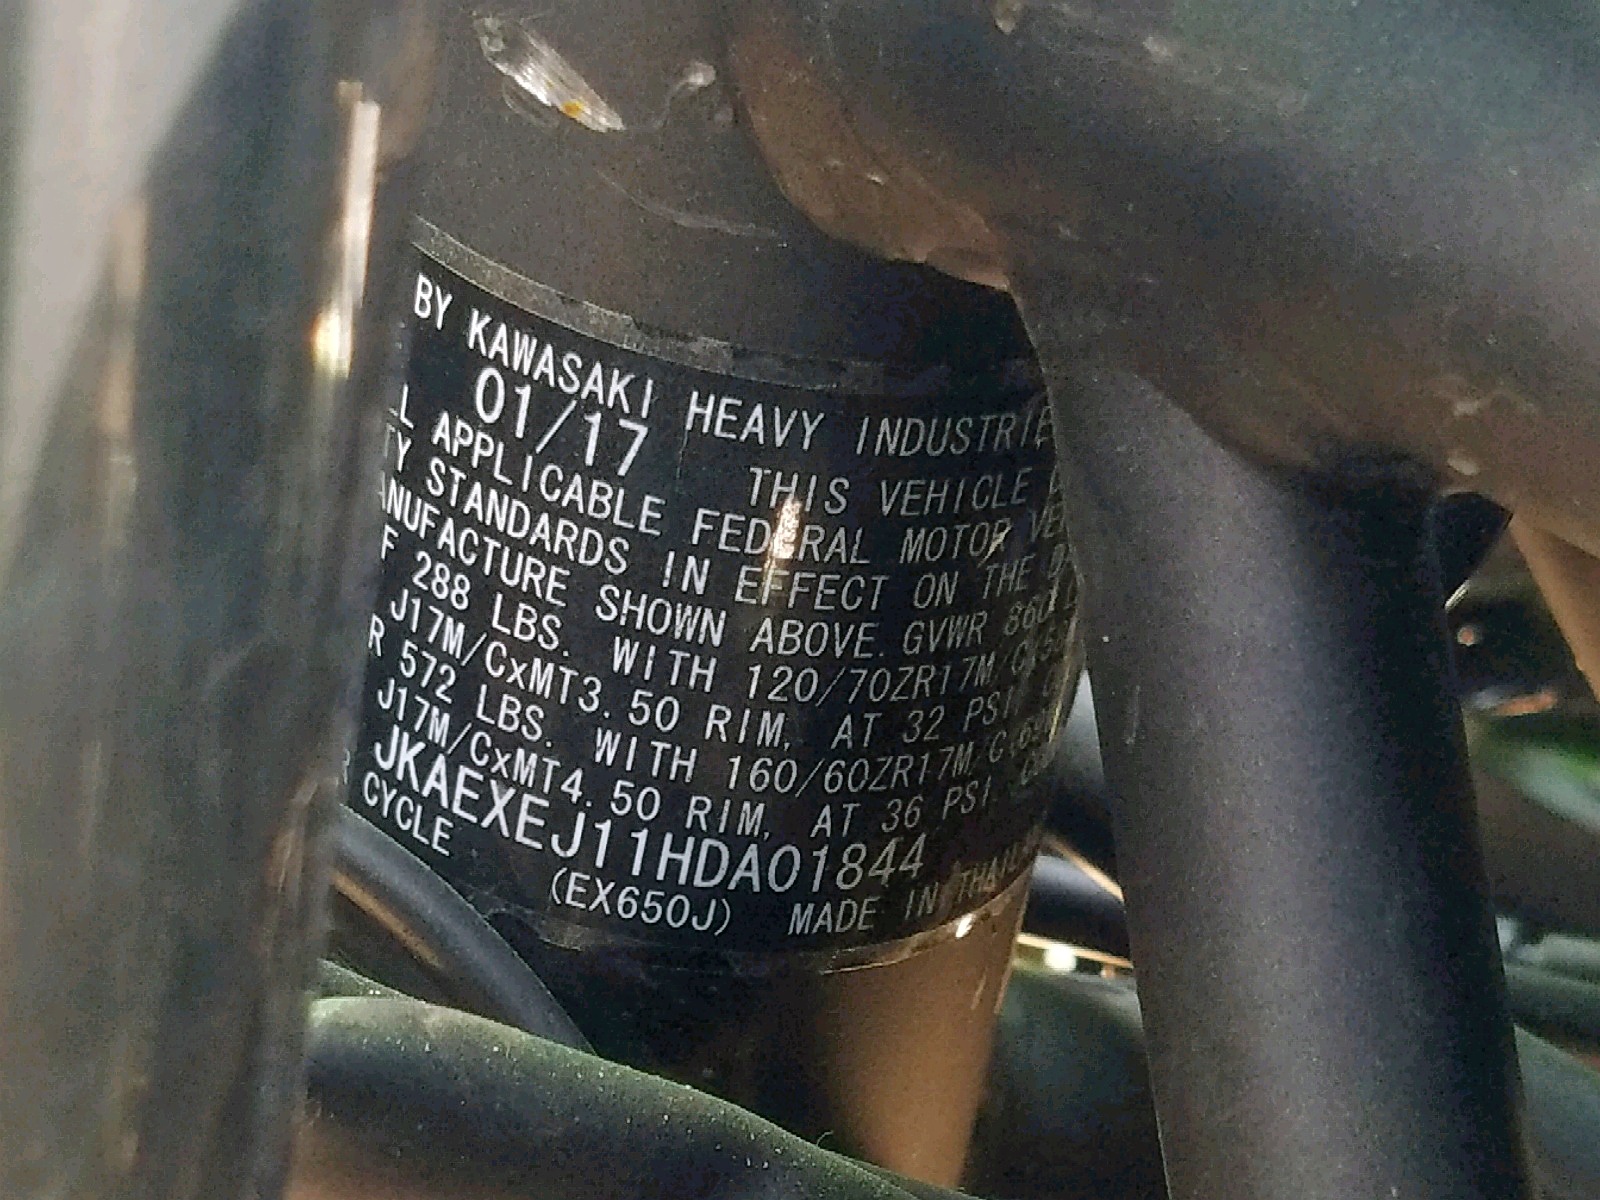 BY KAWASAKI HEAVY INDUSTRIE
01/17 THIS VEHICLE
APPLICABLE FEDERAL MOTOR VE
TY STANDARDS IN EFFECT ON THE
ANUFACTURE SHOWN ABOVE. GVWR 860
F 288 LBS. WITH 120/70ZR17M/C
J17M/CxMT3.50 RIM, AT 32 PSI
R 572 LBS. WITH 160/60ZR17M/C
J17M/CxMT4.50 RIM, AT 36 PSI
JKAEXEJ11HDA01844
R CYCLE (EX650J) MADE IN THAILA